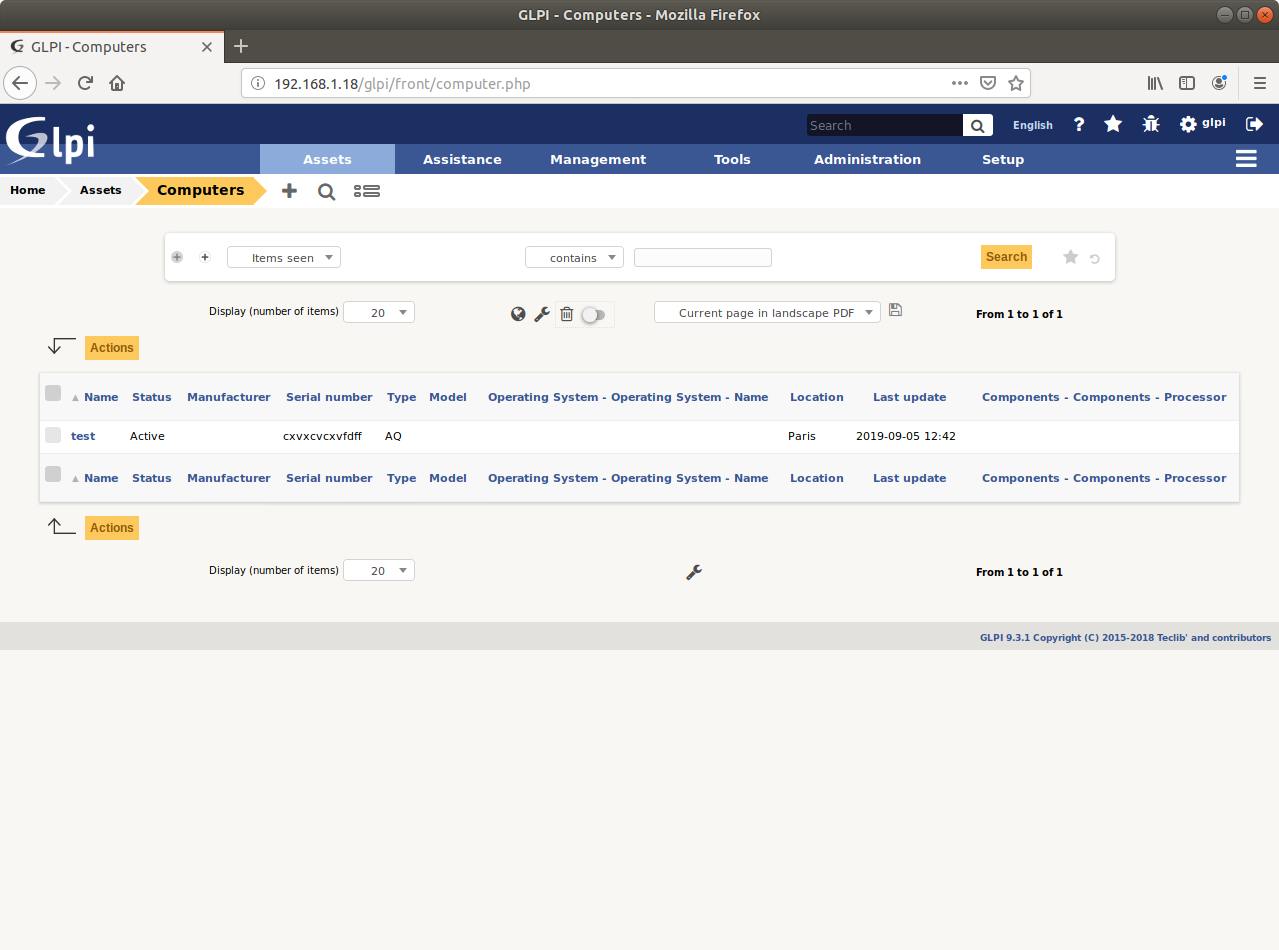 GLPI - Computers - Mozilla Firefox
GLPI - Computers
192.168.1.18/glpi/front/computer.php
Glpi
Search
English
glpi
Assets Assistance Management Tools Administration Setup
Home Assets Computers
Items seen contains Search
Display (number of items) 20 Current page in landscape PDF From 1 to 1 of 1
Actions
Name Status Manufacturer Serial number Type Model Operating System - Operating System - Name Location Last update Components - Components - Processor
test Active cxvxcvcxvfdff AQ Paris 2019-09-05 12:42
Name Status Manufacturer Serial number Type Model Operating System - Operating System - Name Location Last update Components - Components - Processor
Actions
Display (number of items) 20 From 1 to 1 of 1
GLPI 9.3.1 Copyright (C) 2015-2018 Teclib' and contributors